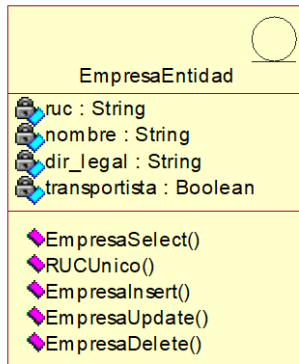 EmpresaEntidad
ruc : String
nombre : String
dir_legal : String
transportista : Boolean
EmpresaSelect()
RUCUnico()
EmpresaInsert()
EmpresaUpdate()
EmpresaDelete()